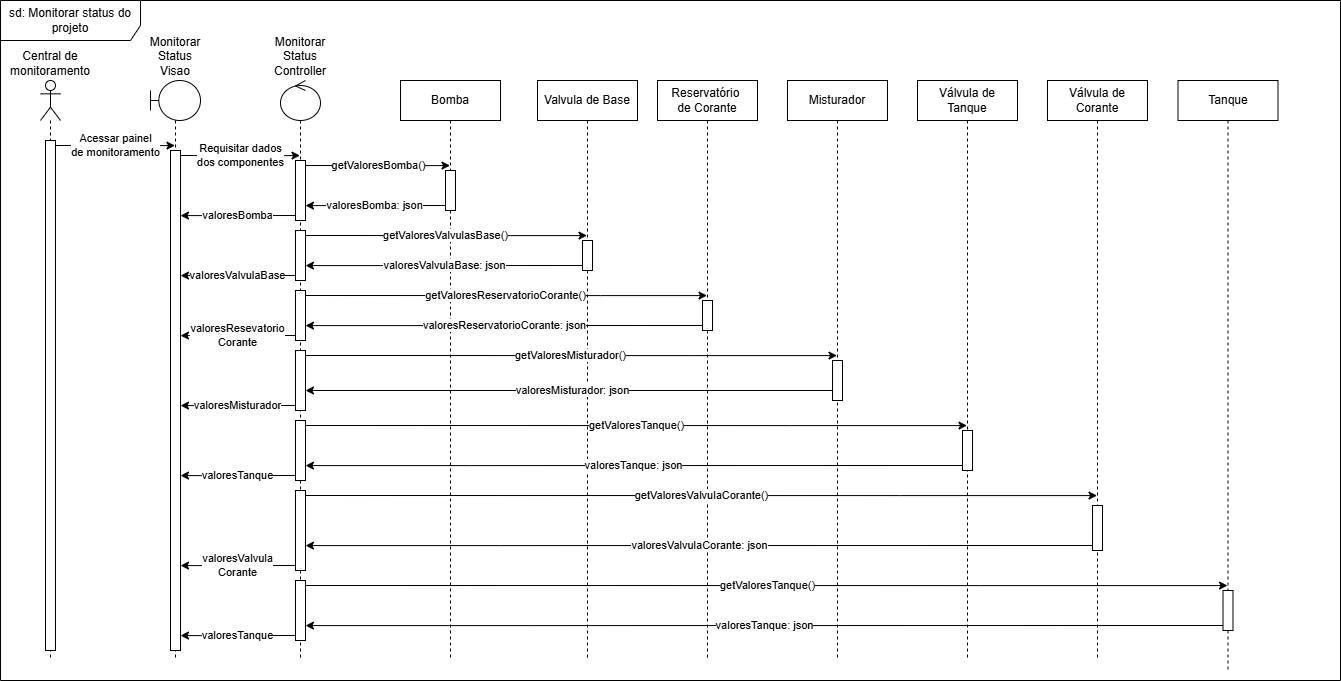 sd: Monitorar status do
projeto
Central de
monitoramento
Monitorar
Status
Visao
Monitorar
Status
Controller
Bomba
Valvula de Base
Reservatório
de Corante
Misturador
Válvula de
Tanque
Válvula de
Corante
Tanque
Acessar painel
de monitoramento
Requisitar dados
dos componentes
getValoresBomba()
valoresBomba: json
valoresBomba
getValoresValvulasBase()
valoresValvulaBase: json
valoresValvulaBase
getValoresReservatorioCorante()
valoresReservatorioCorante: json
valoresResevatorio
Corante
getValoresMisturador()
valoresMisturador: json
valoresMisturador
getValoresTanque()
valoresTanque: json
valoresTanque
getValoresValvulaCorante()
valoresValvulaCorante: json
valoresValvula
Corante
getValoresTanque()
valoresTanque: json
valoresTanque